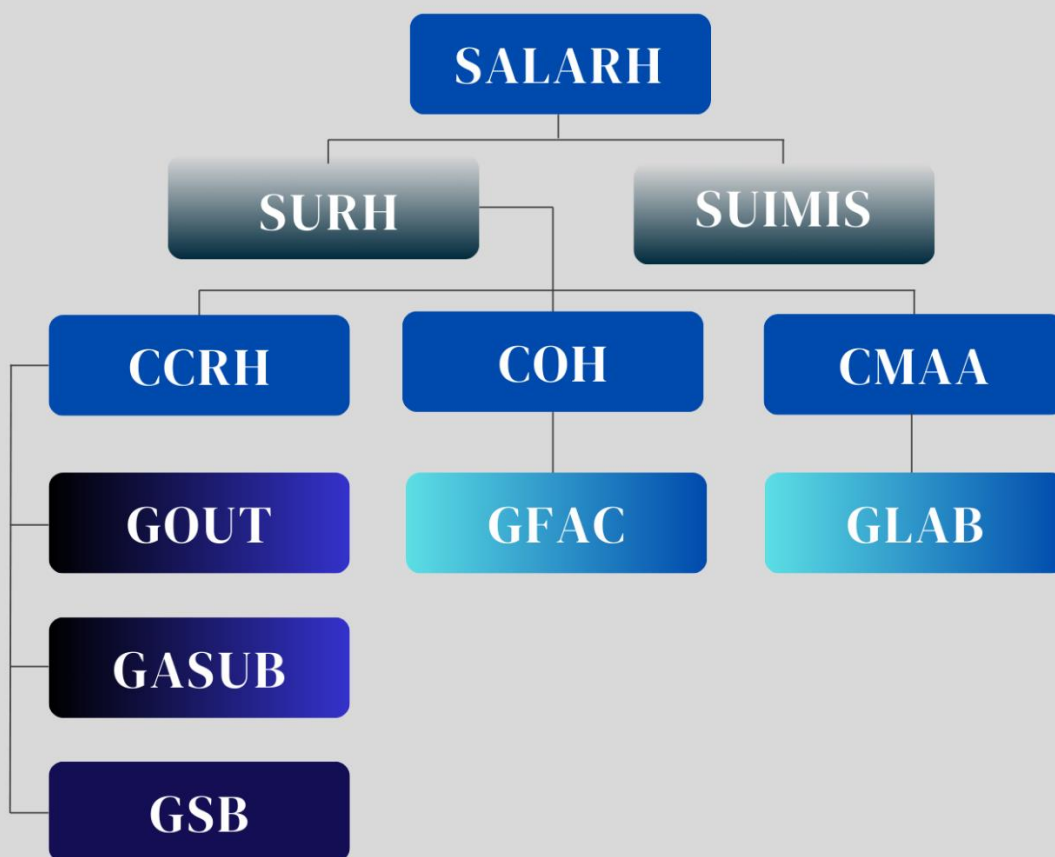 SALARH
SURH
SUIMIS
CCRH
COH
CMAA
GOUT
GFAC
GLAB
GASUB
GSB